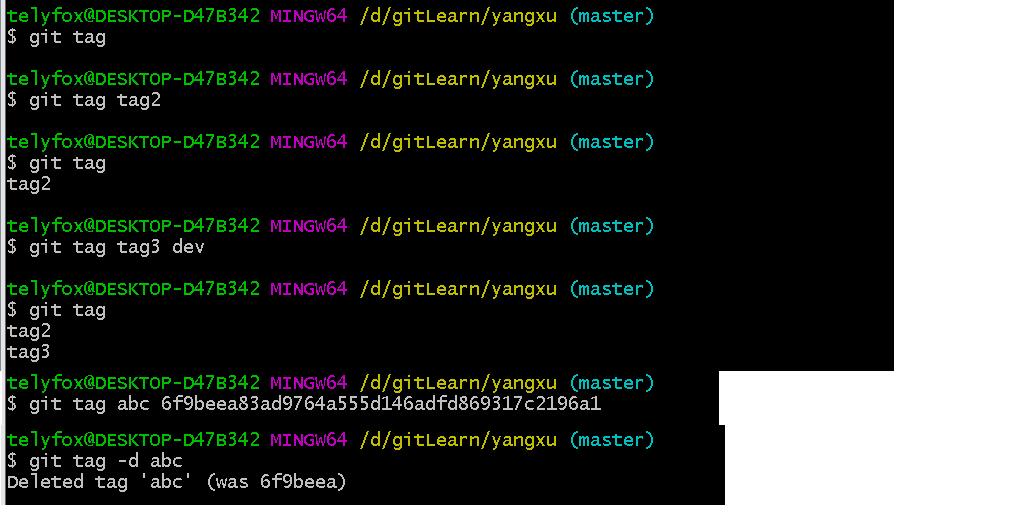 telyfox@DESKTOP-D47B342 MINGW64 /d/gitLearn/yangxu (master)
$ git tag
telyfox@DESKTOP-D47B342 MINGW64 /d/gitLearn/yangxu (master)
$ git tag tag2
telyfox@DESKTOP-D47B342 MINGW64 /d/gitLearn/yangxu (master)
$ git tag
tag2
telyfox@DESKTOP-D47B342 MINGW64 /d/gitLearn/yangxu (master)
$ git tag tag3 dev
telyfox@DESKTOP-D47B342 MINGW64 /d/gitLearn/yangxu (master)
$ git tag
tag2
tag3
telyfox@DESKTOP-D47B342 MINGW64 /d/gitLearn/yangxu (master)
$ git tag abc 6f9beea83ad9764a555d146adfd869317c2196a1
telyfox@DESKTOP-D47B342 MINGW64 /d/gitLearn/yangxu (master)
$ git tag -d abc
Deleted tag 'abc' (was 6f9beea)